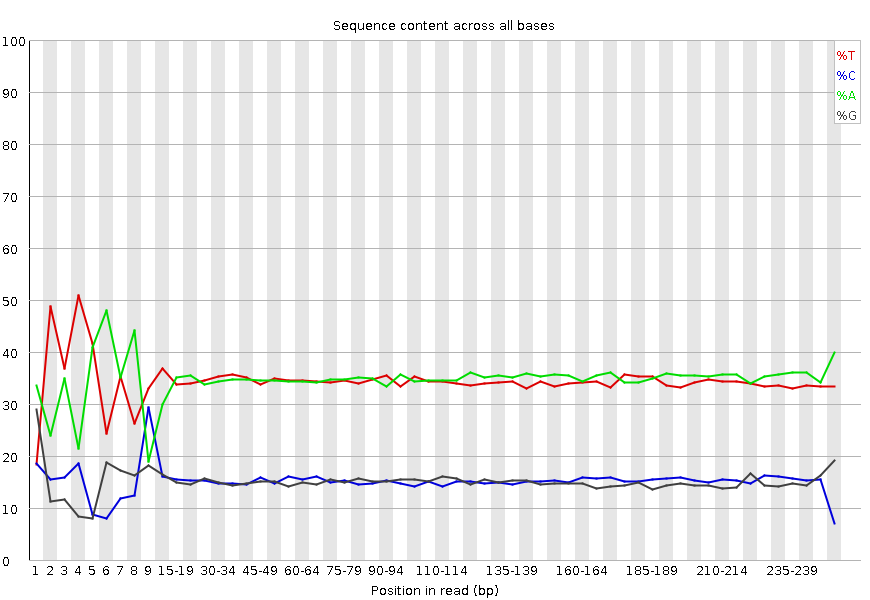 Sequence content across all bases
100
90
80
70
60
50
40
30
20
10
0
%T
%C
%A
%G
1 2 3 4 5 6 7 8 9 15-19 30-34 45-49 60-64 75-79 90-94 110-114 135-139 160-164 185-189 210-214 235-239
Position in read (bp)